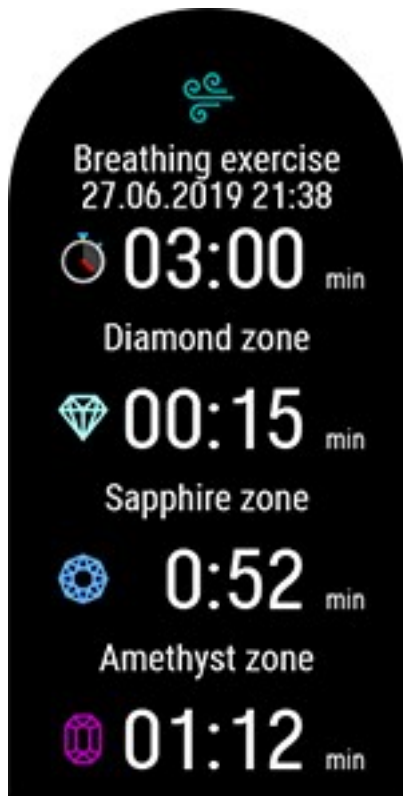 Breathing exercise
27.06.2019 21:38
03:00 min
Diamond zone
00:15 min
Sapphire zone
0:52 min
Amethyst zone
01:12 min